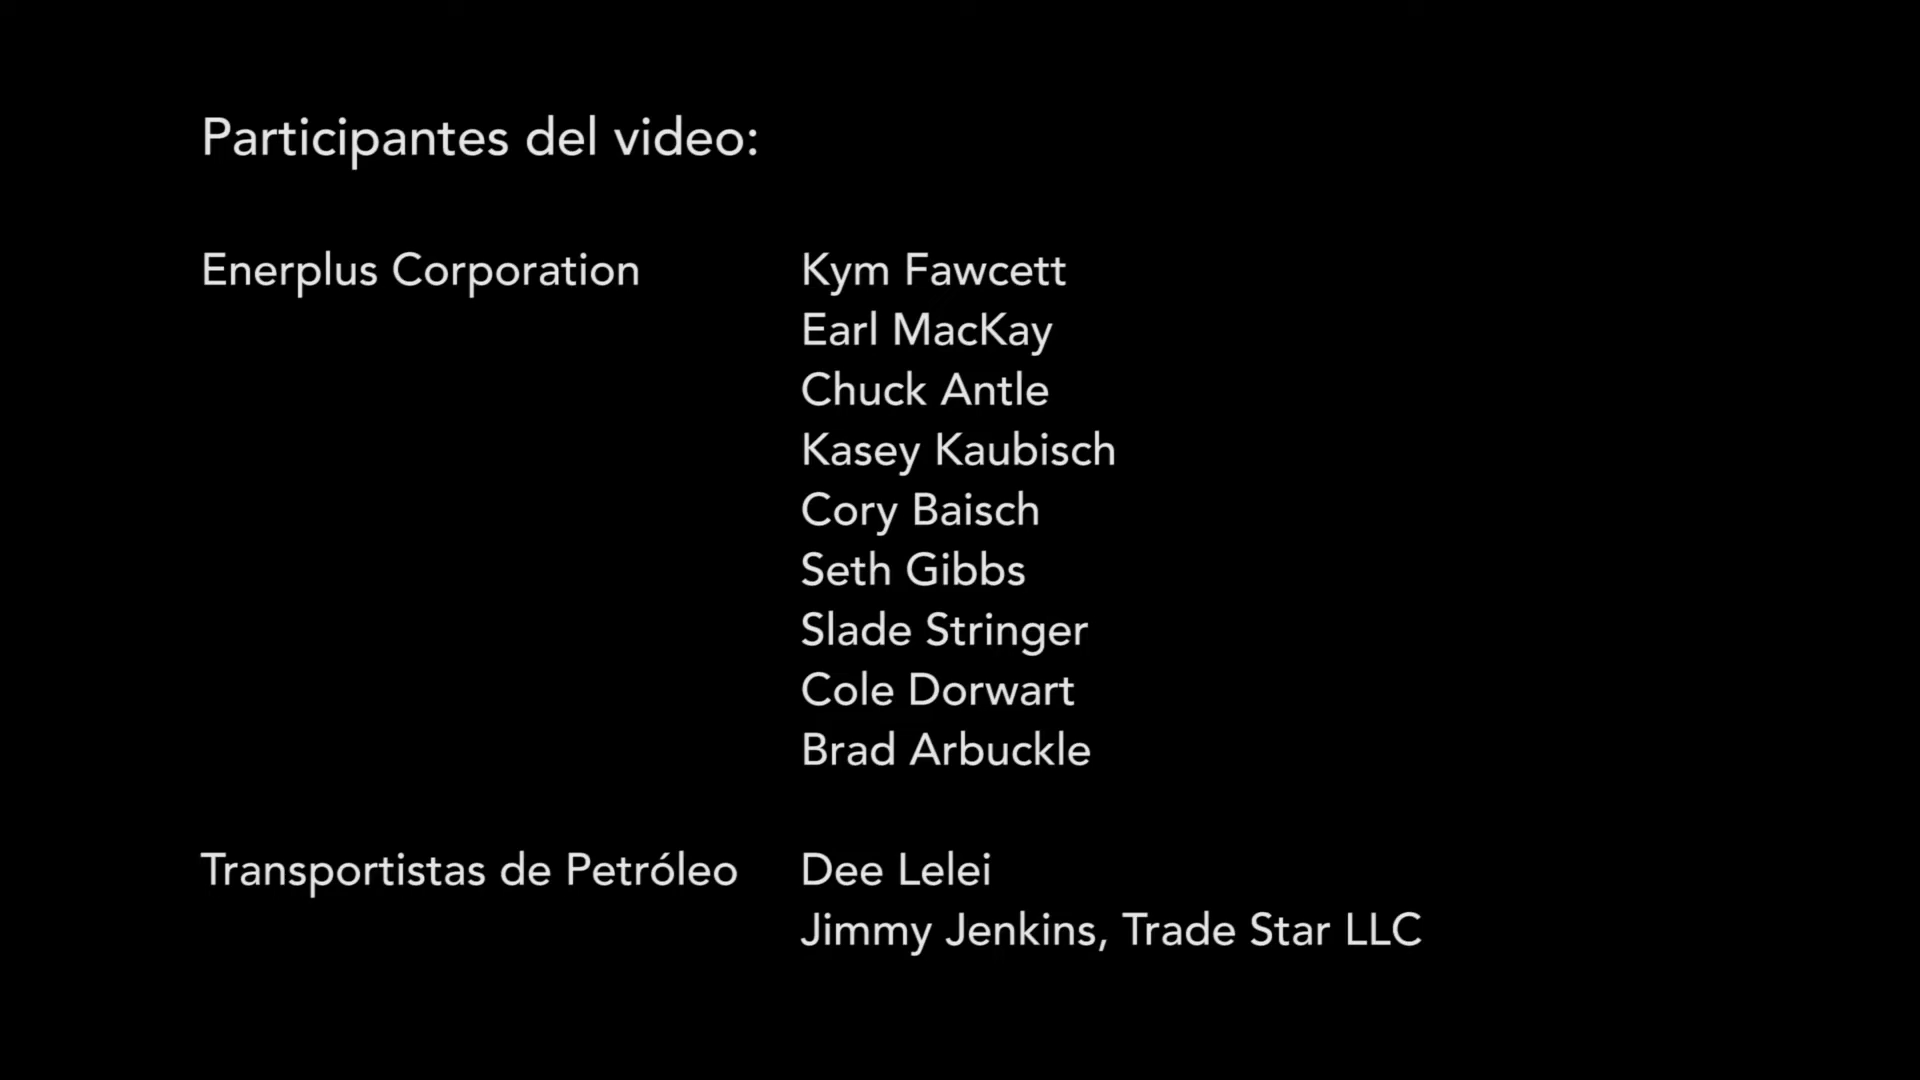 Participantes del video:
Enerplus Corporation Kym Fawcett
Earl MacKay
Chuck Antle
Kasey Kaubisch
Cory Baisch
Seth Gibbs
Slade Stringer
Cole Dorwart
Brad Arbuckle
Transportistas de Petróleo Dee Lelei
Jimmy Jenkins, Trade Star LLC